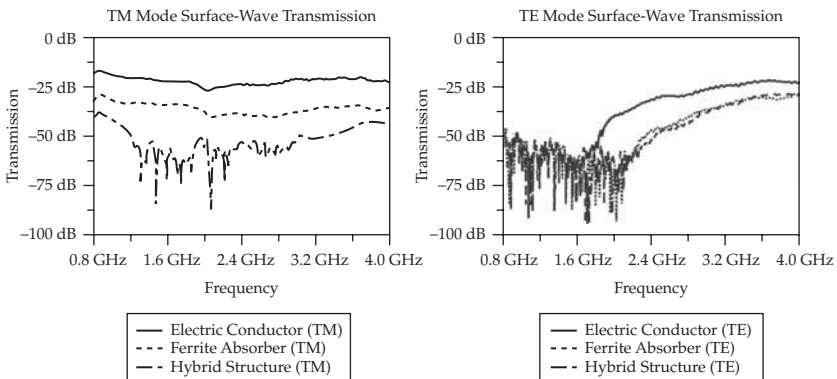 TM Mode Surface-Wave Transmission
0 dB
−25 dB
−50 dB
−75 dB
−100 dB
Transmission
0.8 GHz 1.6 GHz 2.4 GHz 3.2 GHz 4.0 GHz
Frequency
Electric Conductor (TM)
Ferrite Absorber (TM)
Hybrid Structure (TM)
TE Mode Surface-Wave Transmission
0 dB
−25 dB
−50 dB
−75 dB
−100 dB
Transmission
0.8 GHz 1.6 GHz 2.4 GHz 3.2 GHz 4.0 GHz
Frequency
Electric Conductor (TE)
Ferrite Absorber (TE)
Hybrid Structure (TE)